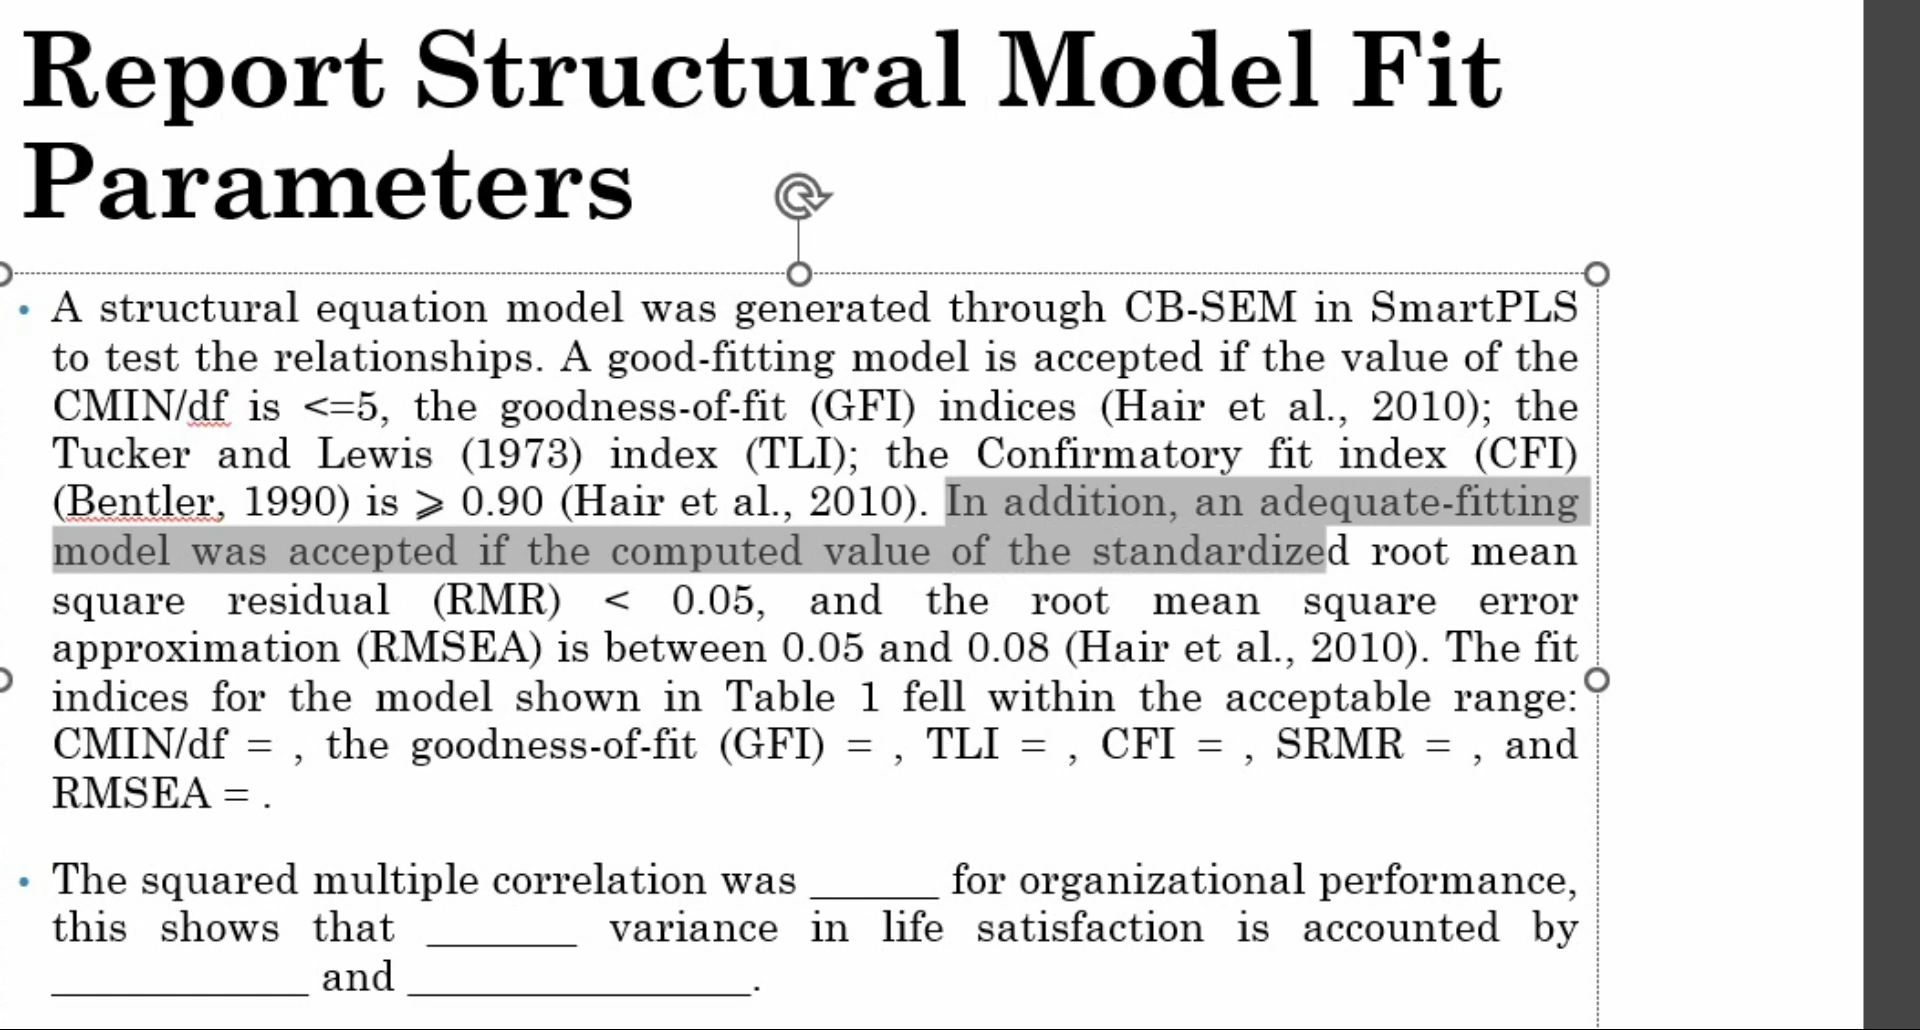 Report Structural Model Fit
Parameters
• A structural equation model was generated through CB-SEM in SmartPLS
to test the relationships. A good-fitting model is accepted if the value of the
CMIN/df is <=5, the goodness-of-fit (GFI) indices (Hair et al., 2010); the
Tucker and Lewis (1973) index (TLI); the Confirmatory fit index (CFI)
(Bentler, 1990) is ⩾ 0.90 (Hair et al., 2010). In addition, an adequate-fitting
model was accepted if the computed value of the standardized root mean
square residual (RMR) < 0.05, and the root mean square error
approximation (RMSEA) is between 0.05 and 0.08 (Hair et al., 2010). The fit
indices for the model shown in Table 1 fell within the acceptable range:
CMIN/df = , the goodness-of-fit (GFI) = , TLI = , CFI = , SRMR = , and
RMSEA = .
• The squared multiple correlation was ______ for organizational performance,
this shows that _______ variance in life satisfaction is accounted by
____________ and ________________.